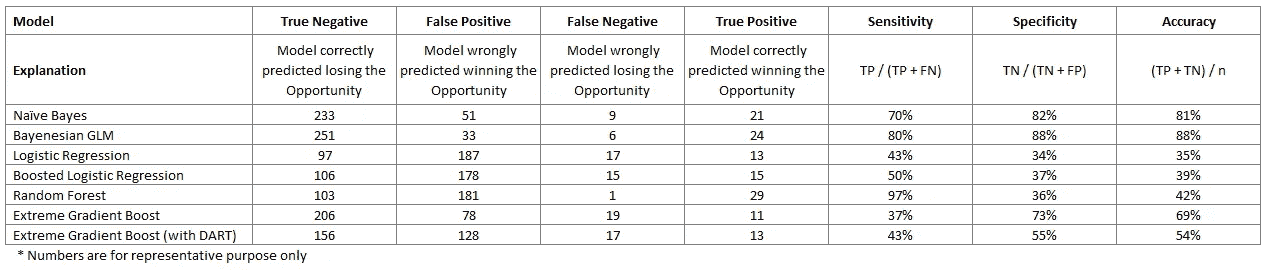 Model True Negative False Positive False Negative True Positive Sensitivity Specificity Accuracy
Explanation Model correctly predicted losing the Opportunity Model wrongly predicted winning the Opportunity Model wrongly predicted losing the Opportunity Model correctly predicted winning the Opportunity TP / (TP + FN) TN / (TN + FP) (TP + TN) / n
Naïve Bayes 233 51 9 21 70% 82% 81%
Bayenesian GLM 251 33 6 24 80% 88% 88%
Logistic Regression 97 187 17 13 43% 34% 35%
Boosted Logistic Regression 106 178 15 15 50% 37% 39%
Random Forest 103 181 1 29 97% 36% 42%
Extreme Gradient Boost 206 78 19 11 37% 73% 69%
Extreme Gradient Boost (with DART) 156 128 17 13 43% 55% 54%
* Numbers are for representative purpose only